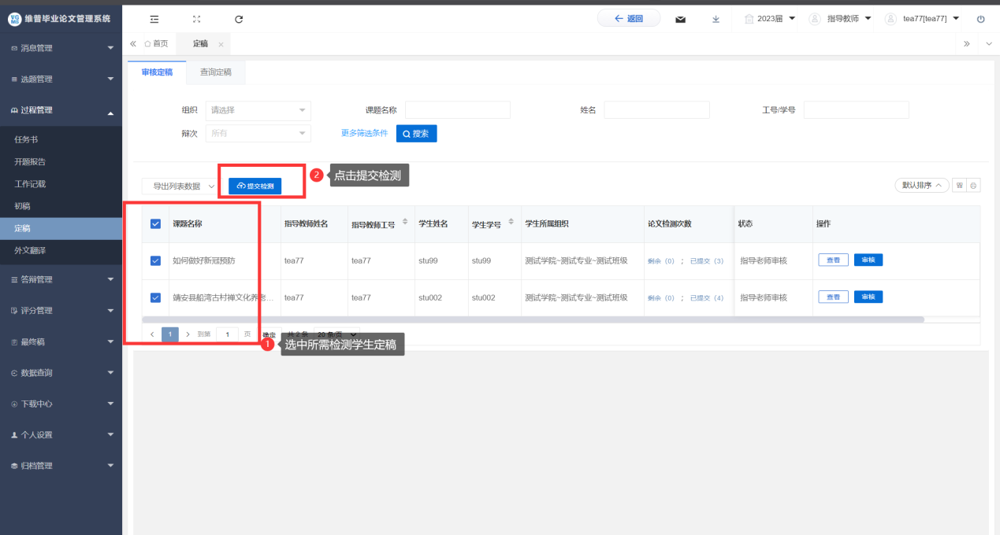 VG MS 维普毕业论文管理系统
返回 2023届 指导教师 tea77[tea77]
首页 定稿
消息管理
选题管理
过程管理
任务书
开题报告
工作记载
初稿
定稿
外文翻译
答辩管理
评分管理
最终稿
数据查询
下载中心
个人设置
归档管理
审核定稿 查询定稿
组织 请选择 课题名称 姓名 工号/学号
辩次 所有 更多筛选条件 搜索
导出列表数据 提交检测 2 点击提交检测 默认排序
课题名称 指导教师姓名 指导教师工号 学生姓名 学生学号 学生所属组织 论文检测次数 状态 操作
如何做好新冠预防 tea77 tea77 stu99 stu99 测试学院~测试专业~测试班级 剩余（0） ； 已提交（3） 指导老师审核 查看 审核
靖安县船湾古村禅文化养老... tea77 tea77 stu002 stu002 测试学院~测试专业~测试班级 剩余（0） ； 已提交（4） 指导老师审核 查看 审核
1 到第 1 页 确定 共 2 条 20 条/页
1 选中所需检测学生定稿